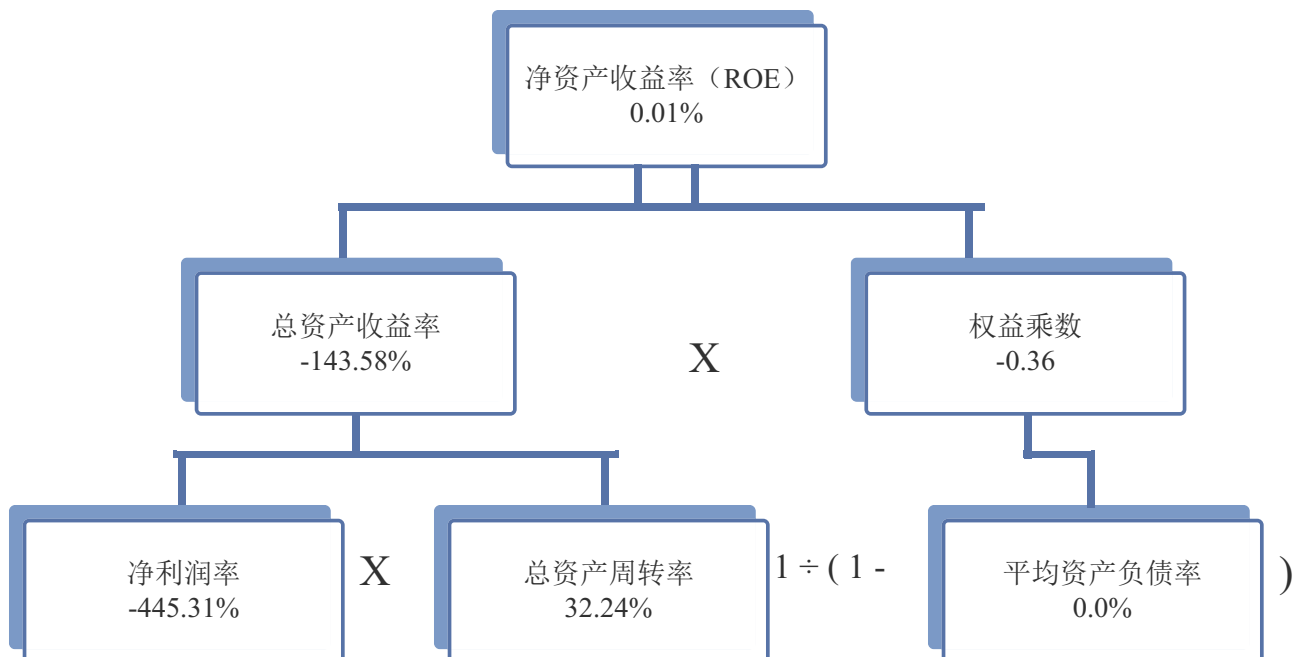 净资产收益率（ROE）
0.01%
总资产收益率
-143.58%
X
权益乘数
-0.36
净利润率
-445.31%
X
总资产周转率
32.24%
1 ÷ ( 1 -
平均资产负债率
0.0%
)